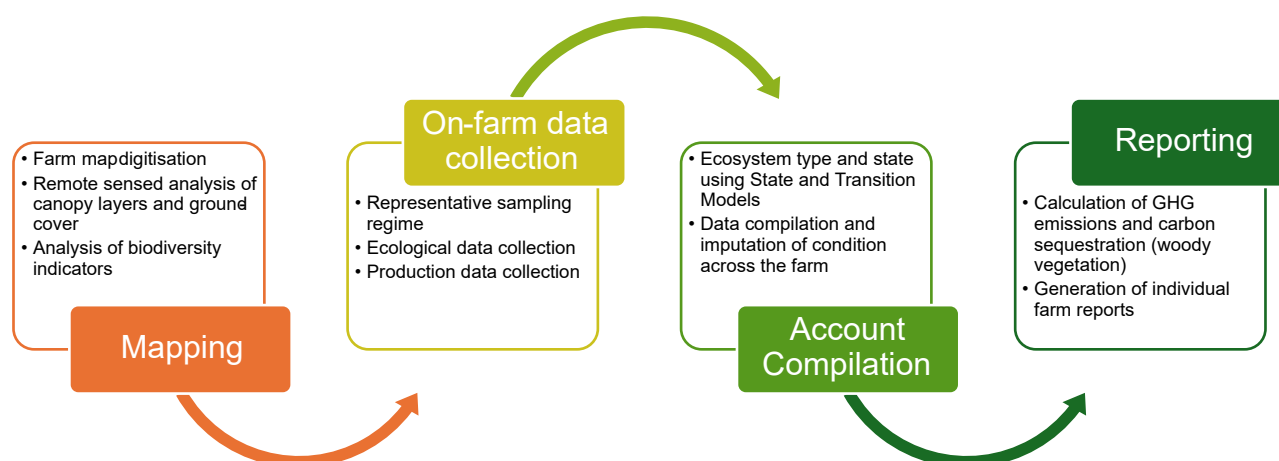 • Farm mapdigitisation
• Remote sensed analysis of
canopy layers and ground
cover
• Analysis of biodiversity
indicators
Mapping
On-farm data
collection
• Representative sampling
regime
• Ecological data collection
• Production data collection
• Ecosystem type and state
using State and Transition
Models
• Data compilation and
imputation of condition
across the farm
Account
Compilation
Reporting
• Calculation of GHG
emissions and carbon
sequestration (woody
vegetation)
• Generation of individual
farm reports